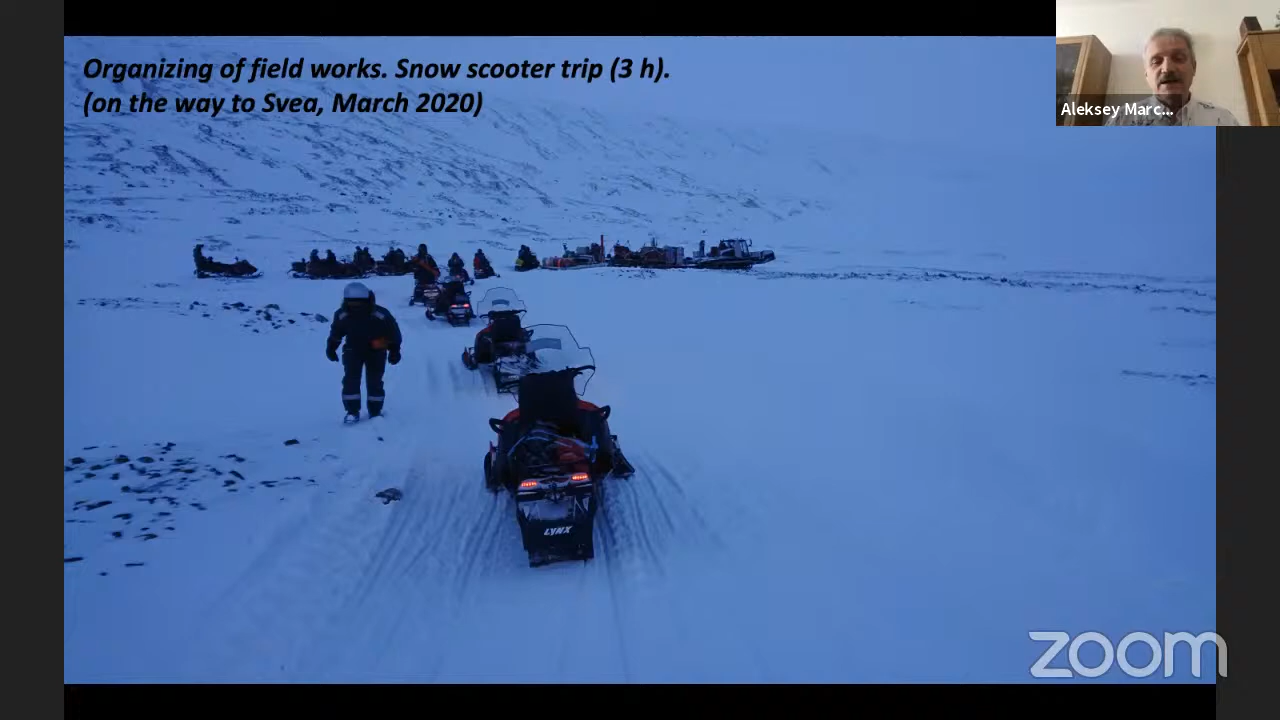 Organizing of field works. Snow scooter trip (3 h).
(on the way to Svea, March 2020)
Aleksey Marc...
LYNX
zoom